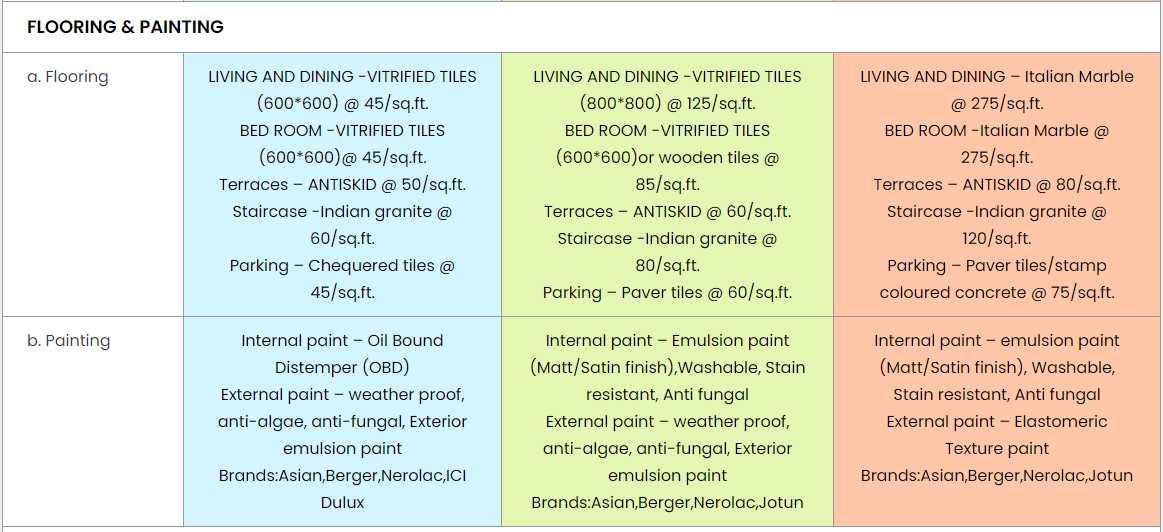 FLOORING & PAINTING
a. Flooring
LIVING AND DINING -VITRIFIED TILES
(600*600) @ 45/sq.ft.
BED ROOM -VITRIFIED TILES
(600*600)@ 45/sq.ft.
Terraces – ANTISKID @ 50/sq.ft.
Staircase -Indian granite @
60/sq.ft.
Parking – Chequered tiles @
45/sq.ft.
LIVING AND DINING -VITRIFIED TILES
(800*800) @ 125/sq.ft.
BED ROOM -VITRIFIED TILES
(600*600)or wooden tiles @
85/sq.ft.
Terraces – ANTISKID @ 60/sq.ft.
Staircase -Indian granite @
80/sq.ft.
Parking – Paver tiles @ 60/sq.ft.
LIVING AND DINING – Italian Marble
@ 275/sq.ft.
BED ROOM -Italian Marble @
275/sq.ft.
Terraces – ANTISKID @ 80/sq.ft.
Staircase -Indian granite @
120/sq.ft.
Parking – Paver tiles/stamp
coloured concrete @ 75/sq.ft.
b. Painting
Internal paint – Oil Bound
Distemper (OBD)
External paint – weather proof,
anti-algae, anti-fungal, Exterior
emulsion paint
Brands:Asian,Berger,Nerolac,ICI
Dulux
Internal paint – Emulsion paint
(Matt/Satin finish),Washable, Stain
resistant, Anti fungal
External paint – weather proof,
anti-algae, anti-fungal, Exterior
emulsion paint
Brands:Asian,Berger,Nerolac,Jotun
Internal paint – emulsion paint
(Matt/Satin finish), Washable,
Stain resistant, Anti fungal
External paint – Elastomeric
Texture paint
Brands:Asian,Berger,Nerolac,Jotun